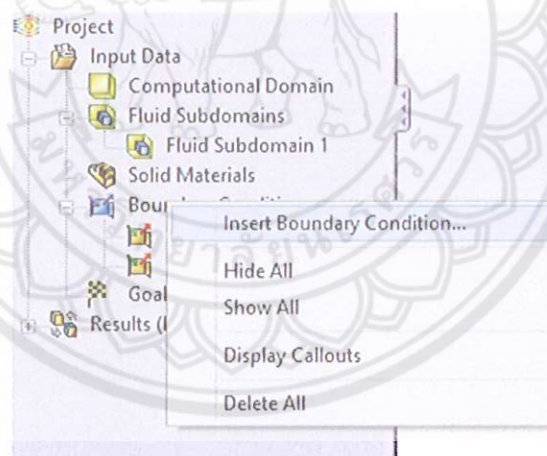 Project
Input Data
Computational Domain
Fluid Subdomains
Fluid Subdomain 1
Solid Materials
Insert Boundary Condition...
Hide All
Show All
Display Callouts
Delete All
Results (